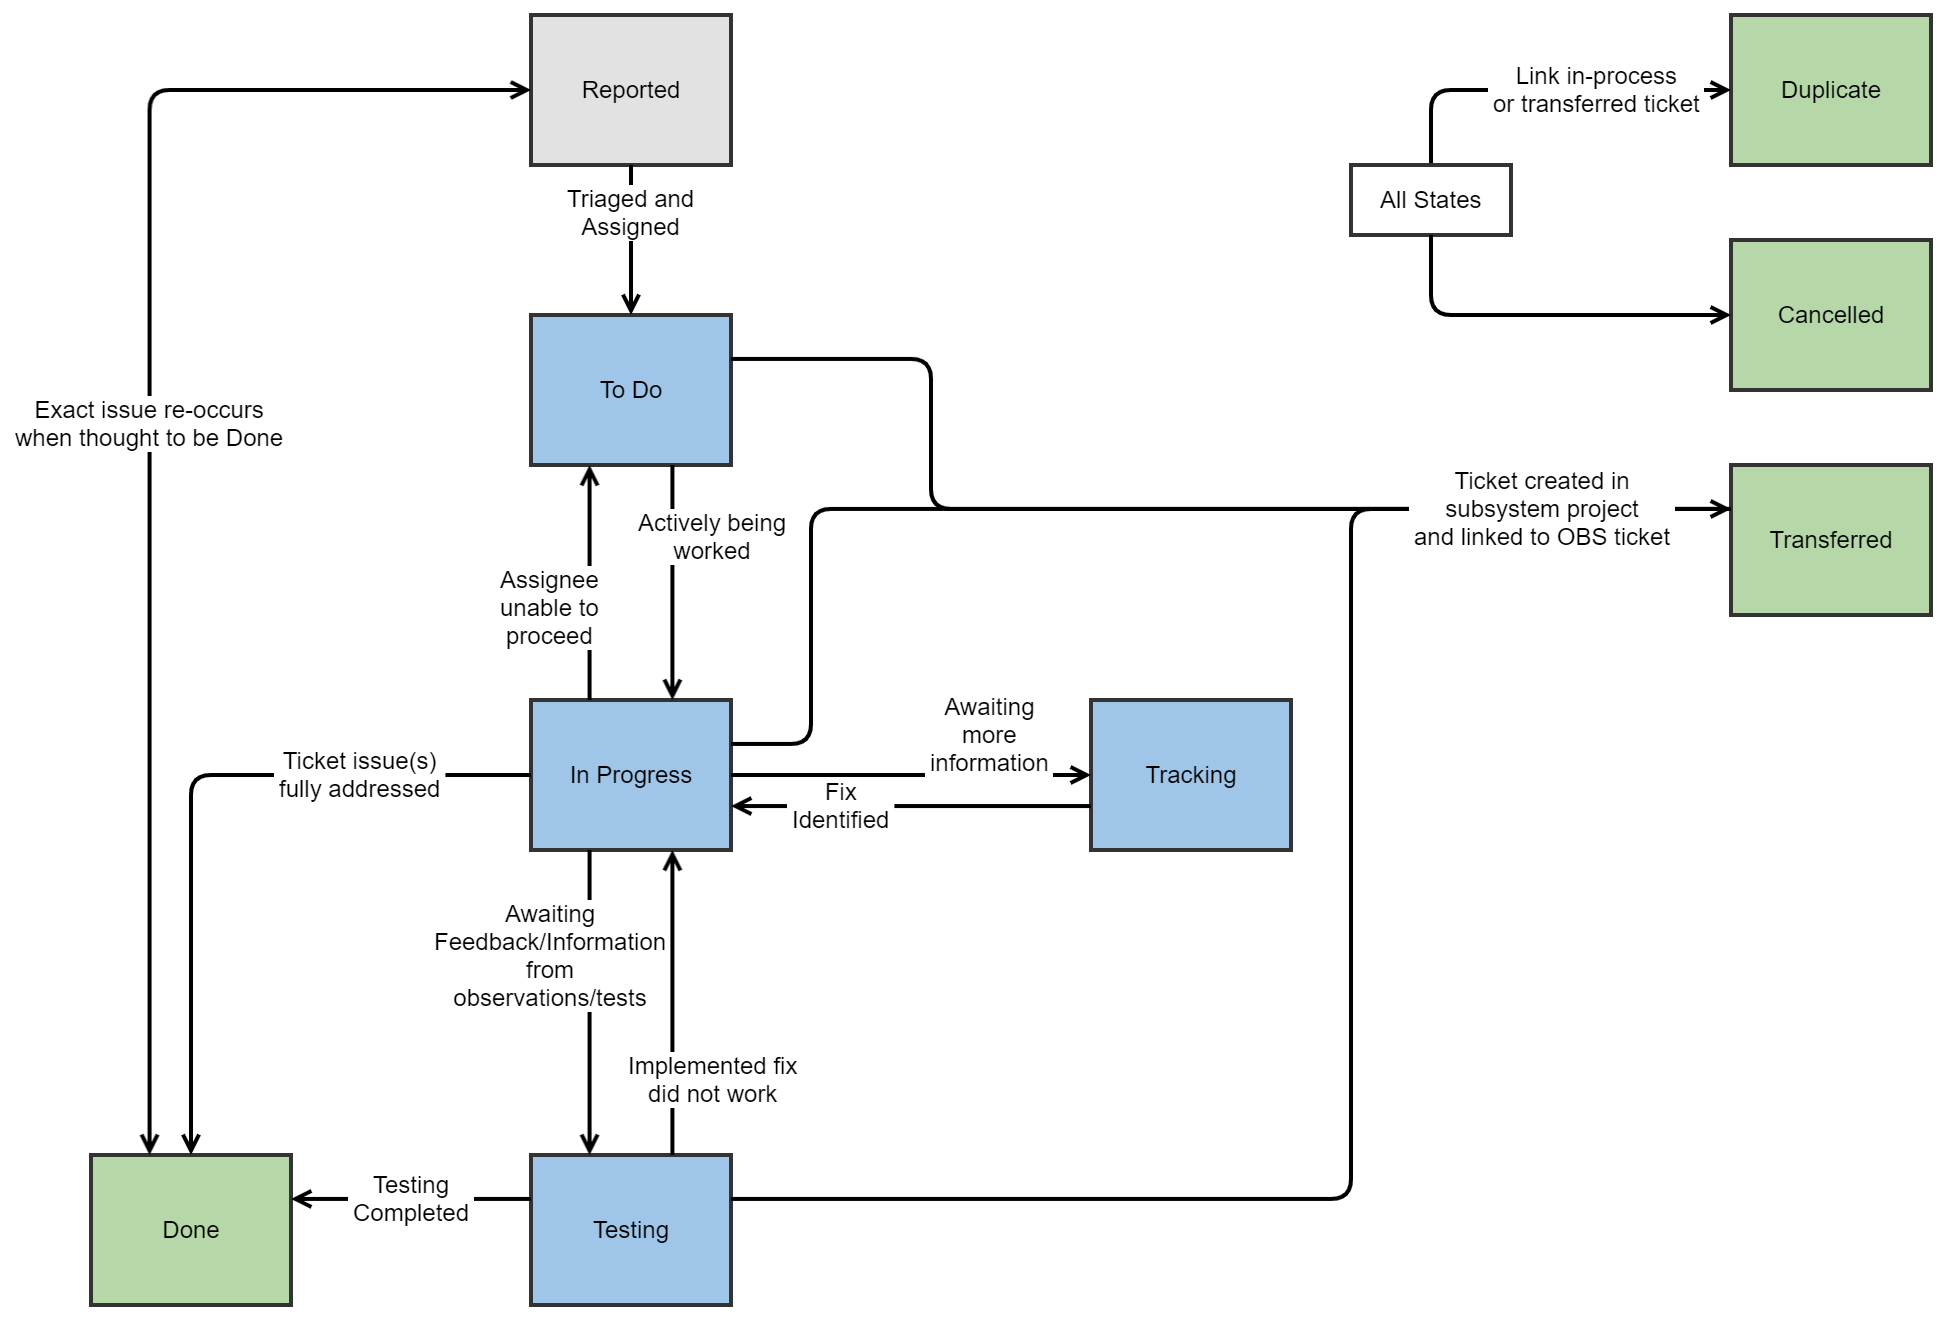 Reported
Link in-process
or transferred ticket
Duplicate
Triaged and
Assigned
All States
Cancelled
To Do
Exact issue re-occurs
when thought to be Done
Ticket created in
subsystem project
and linked to OBS ticket
Transferred
Actively being
worked
Assignee
unable to
proceed
Awaiting
more
information
Ticket issue(s)
fully addressed
In Progress
Tracking
Fix
Identified
Awaiting
Feedback/Information
from
observations/tests
Implemented fix
did not work
Testing
Completed
Done
Testing